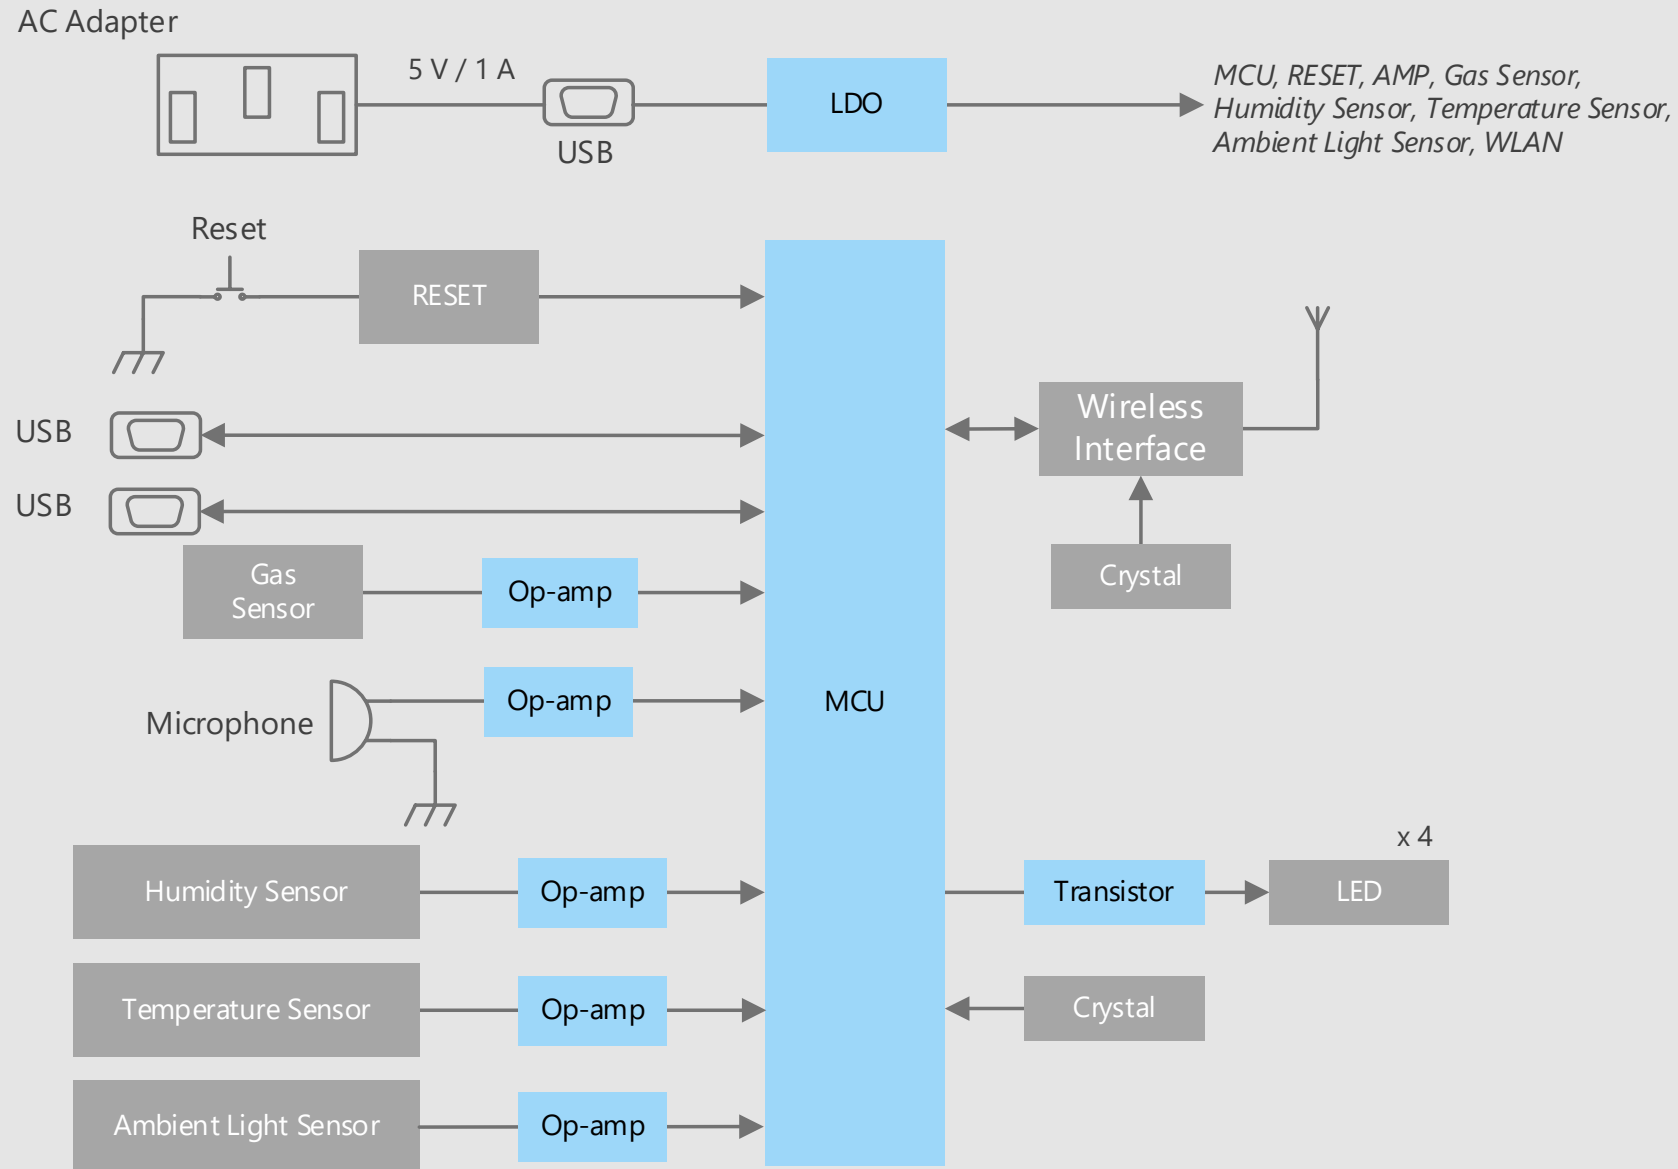 AC Adapter
5 V / 1 A
USB
LDO
MCU, RESET, AMP, Gas Sensor,
Humidity Sensor, Temperature Sensor,
Ambient Light Sensor, WLAN
Reset
RESET
USB
USB
Wireless
Interface
Crystal
Gas
Sensor
Op-amp
Microphone
Op-amp
MCU
Humidity Sensor
Op-amp
Transistor
x 4
LED
Temperature Sensor
Op-amp
Crystal
Ambient Light Sensor
Op-amp